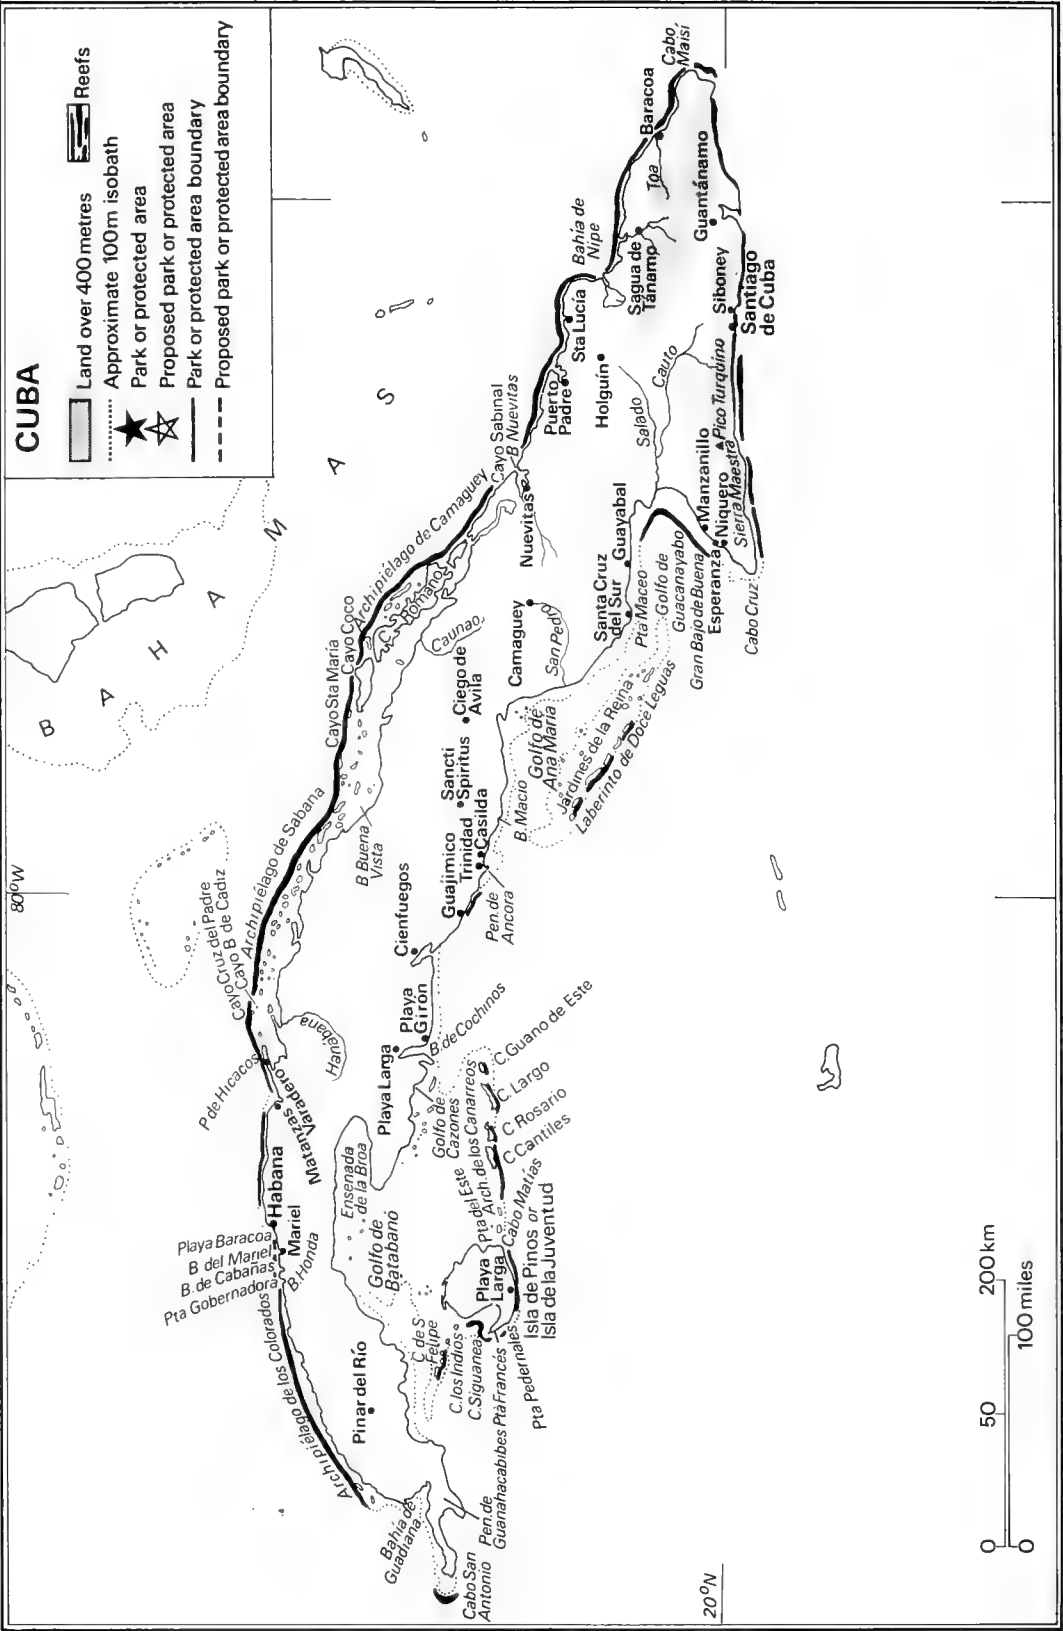 CUBA
Land over 400 metres
Reefs
Approximate 100m isobath
Park or protected area
Proposed park or protected area
Park or protected area boundary
Proposed park or protected area boundary
80°W
B A H A M A S
P de Hicacos
Cayo Cruz del Padre
Cayo B de Cadiz
Archipiélago de Sabana
Cayo Sta María
Cayo Coco
Archipiélago de Camaguey
C.S. Romano
Cayo Sabinal
B Nuevitas
Playa Baracoa
B del Mariel
B. de Cabañas
Pta Gobernadora
Habana
Mariel
B. Honda
Matanzas
Varadero
Hanabana
Archipiélago de los Colorados
Pinar del Río
Ensenada
de la Broa
Golfo de
Batabanó
Playa Larga
Playa
Giron
B. de Cochinos
Cienfuegos
B Buena
Vista
Guajimico
Trinidad
Casilda
Sancti
Spiritus
Ciego de
Avila
Caunao
Camaguey
San Pedro
Nuevitas
Puerto
Padre
Sta Lucía
Holguín
Bahía de
Nipe
Sagua de
Tánamp
Toa
Baracoa
Cabo
Maisí
Guantánamo
Siboney
Santiago
de Cuba
Cauto
Salado
Pico Turqüino
Sierra Maestra
Manzanillo
Niquero
Esperanza
Guayabal
Santa Cruz
del Sur
Pta Maceo
Golfo de
Guacanayabo
Gran Bajo de Buena
Cabo Cruz
Golfo de
Ana Maria
Jardines de la Reina
Laberinto de Doce Leguas
B. Macio
Pen. de
Ancora
Golfo de
Cazones
Arch. de los Canarreos
C. Guano de Este
C. Largo
C Rosario
C Cantiles
Pta del Este
Cabo Matías
Playa
Larga
Isla de Pinos or
Isla de la Juventud
C de S
Felipe
C. los Indios
C. Siguanea
Pta Francés
Pta Pedernales
Bahía de
Guadiana
Pen. de
Guanahacabibes
Cabo San
Antonio
20°N
0 50 200 km
0 100 miles